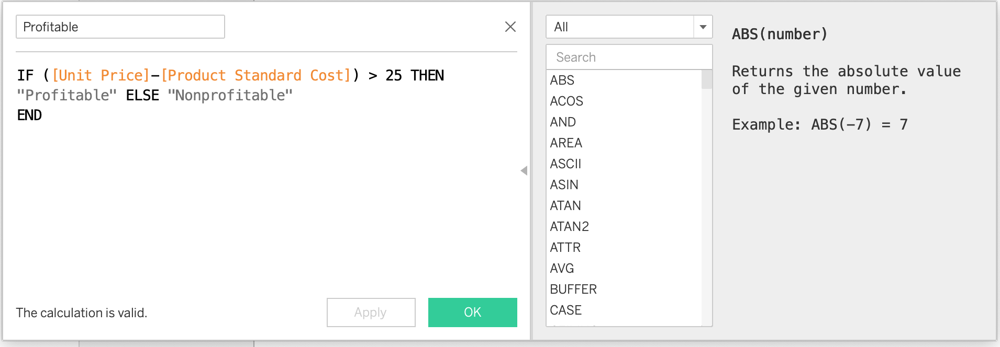 Profitable
IF ([Unit Price]-[Product Standard Cost]) > 25 THEN
"Profitable" ELSE "Nonprofitable"
END
The calculation is valid.
Apply
OK
All
Search
ABS
ACOS
AND
AREA
ASCII
ASIN
ATAN
ATAN2
ATTR
AVG
BUFFER
CASE
ABS(number)
Returns the absolute value
of the given number.
Example: ABS(-7) = 7